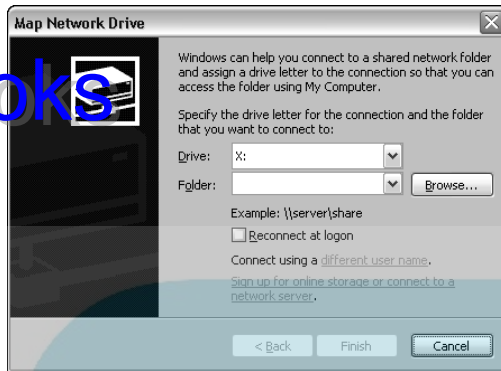 Map Network Drive
Windows can help you connect to a shared network folder
and assign a drive letter to the connection so that you can
access the folder using My Computer.
Specify the drive letter for the connection and the folder
that you want to connect to:
Drive: X:
Folder: Browse...
Example: \\server\share
Reconnect at logon
Connect using a different user name.
Sign up for online storage or connect to a
network server.
< Back Finish Cancel
oks